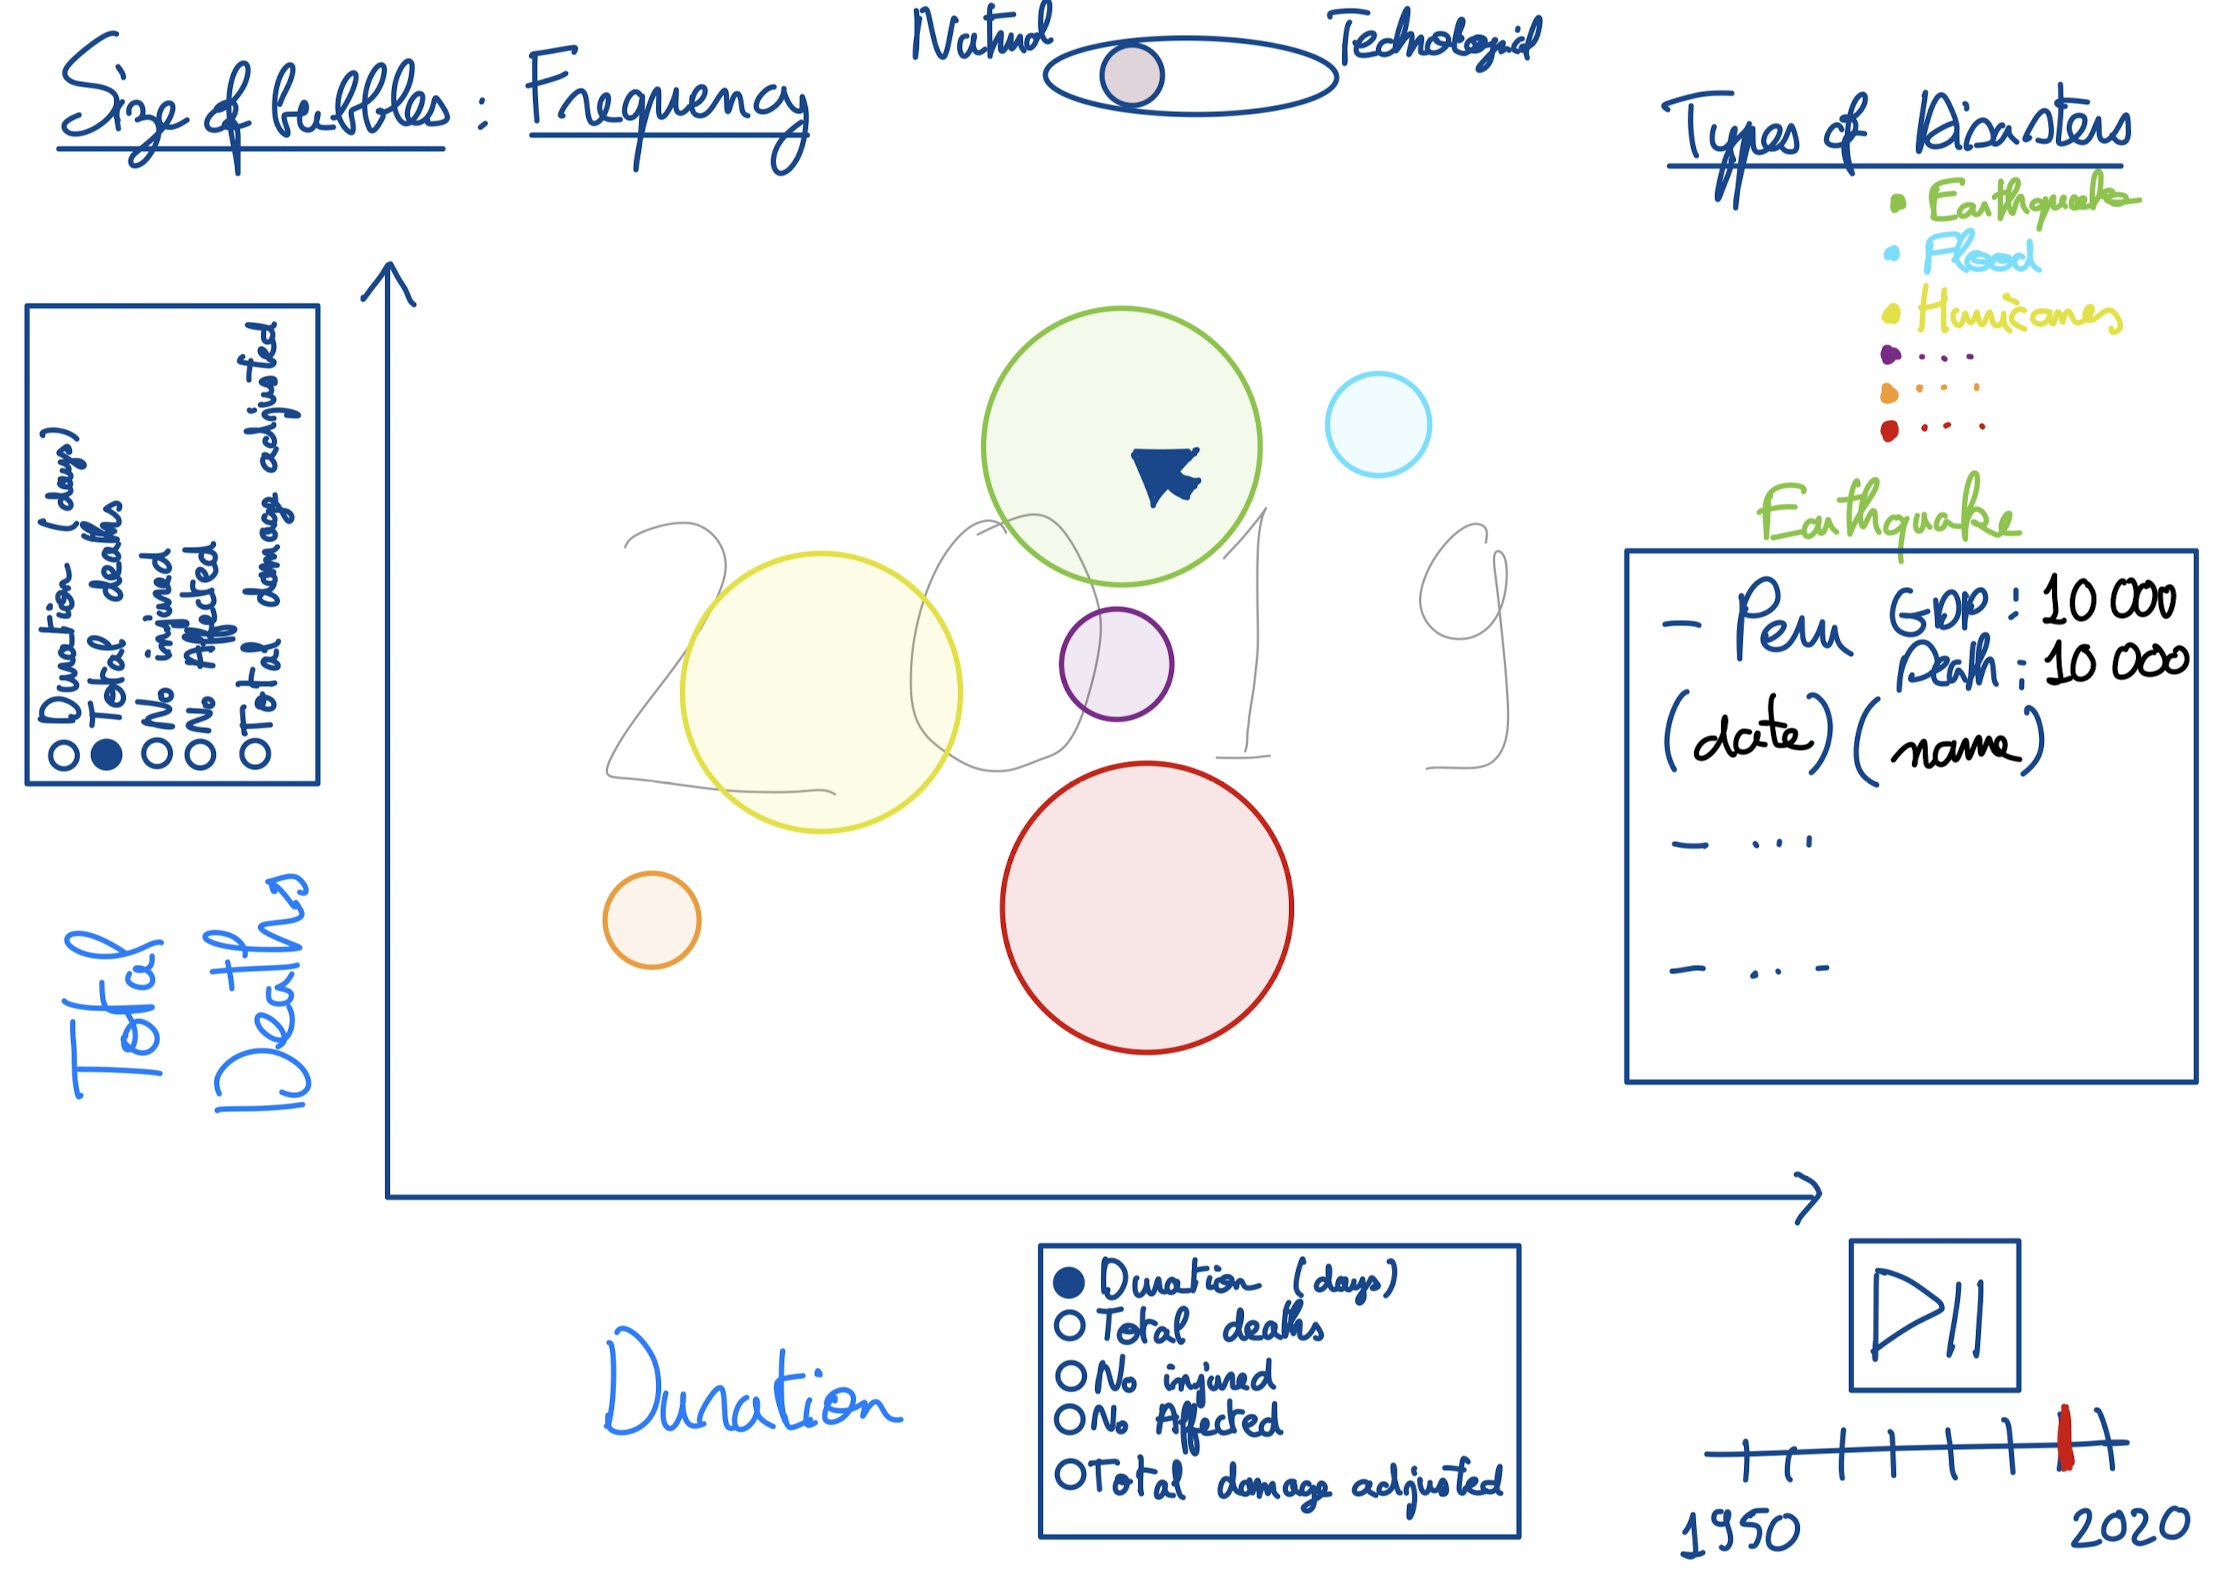 Natural
Technological
Size of bubbles : Frequency
Types of Disasters
Earthquake
Flood
Hurricanes
. . .
. . .
. . .
Duration (days)
Total deaths
No injured
No Affected
Total damage adjusted
2019
Earthquake
- Peru GDP : 10 000
Death : 10 000
(date) (name)
- ...
- ...
Total
Deaths
Duration (days)
Total deaths
No injured
No Affected
Total damage adjusted
Duration
1950
2020